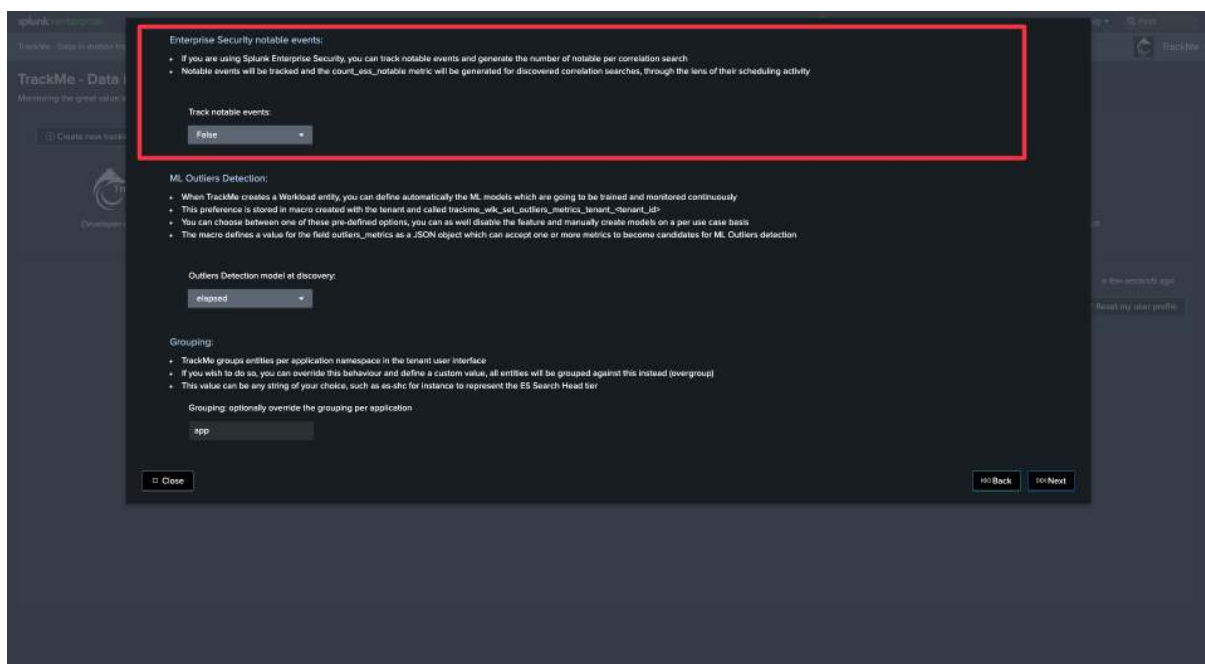 splunk>enterprise
Find
TrackMe
TrackMe - Data i
Enterprise Security notable events:
If you are using Splunk Enterprise Security, you can track notable events and generate the number of notable per correlation search
Notable events will be tracked and the count_ess_notable metric will be generated for discovered correlation searches, through the lens of their scheduling activity
Track notable events:
False
ML Outliers Detection:
When TrackMe creates a Workload entity, you can define automatically the ML models which are going to be trained and monitored continuously
This preference is stored in macro created with the tenant and called trackme_wlk_set_outliers_metrics_tenant_<tenant_id>
You can choose between one of these pre-defined options, you can as well disable the feature and manually create models on a per use case basis
The macro defines a value for the field outliers_metrics as a JSON object which can accept one or more metrics to become candidates for ML Outliers detection
Outliers Detection model at discovery:
elapsed
a few seconds ago
Reset my user profile
Grouping:
TrackMe groups entities per application namespace in the tenant user interface
If you wish to do so, you can override this behaviour and define a custom value, all entities will be grouped against this instead (overgroup)
This value can be any string of your choice, such as es-shc for instance to represent the ES Search Head tier
Grouping: optionally override the grouping per application
app
Close
Back
Next